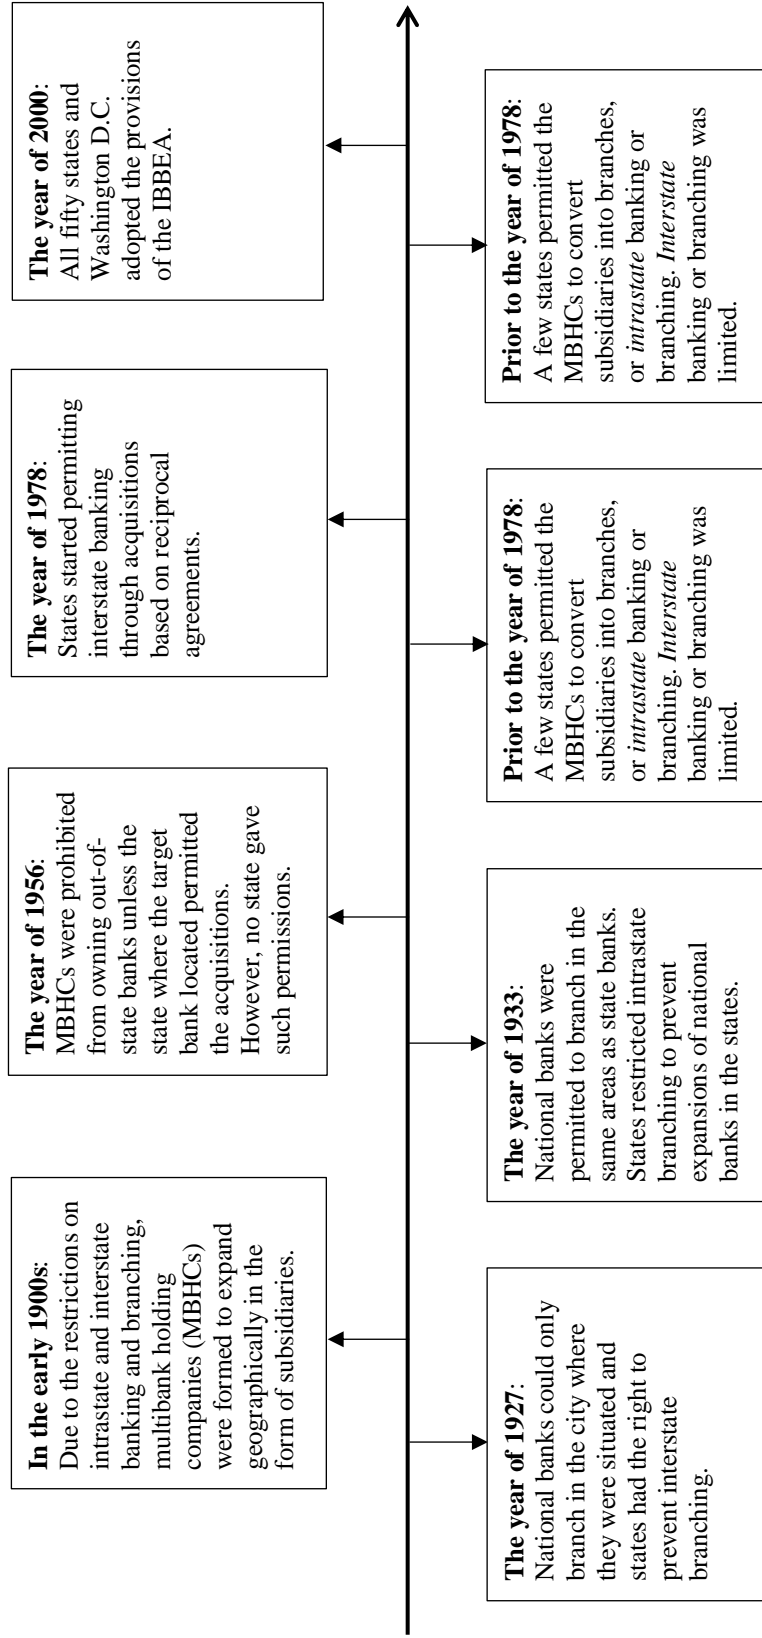 In the early 1900s:
Due to the restrictions on
intrastate and interstate
banking and branching,
multibank holding
companies (MBHCs)
were formed to expand
geographically in the
form of subsidiaries.
The year of 1956:
MBHCs were prohibited
from owning out-of-
state banks unless the
state where the target
bank located permitted
the acquisitions.
However, no state gave
such permissions.
The year of 1978:
States started permitting
interstate banking
through acquisitions
based on reciprocal
agreements.
The year of 2000:
All fifty states and
Washington D.C.
adopted the provisions
of the IBBEA.
The year of 1927:
National banks could only
branch in the city where
they were situated and
states had the right to
prevent interstate
branching.
The year of 1933:
National banks were
permitted to branch in the
same areas as state banks.
States restricted intrastate
branching to prevent
expansions of national
banks in the states.
Prior to the year of 1978:
A few states permitted the
MBHCs to convert
subsidiaries into branches,
or intrastate banking or
branching. Interstate
banking or branching was
limited.
Prior to the year of 1978:
A few states permitted the
MBHCs to convert
subsidiaries into branches,
or intrastate banking or
branching. Interstate
banking or branching was
limited.